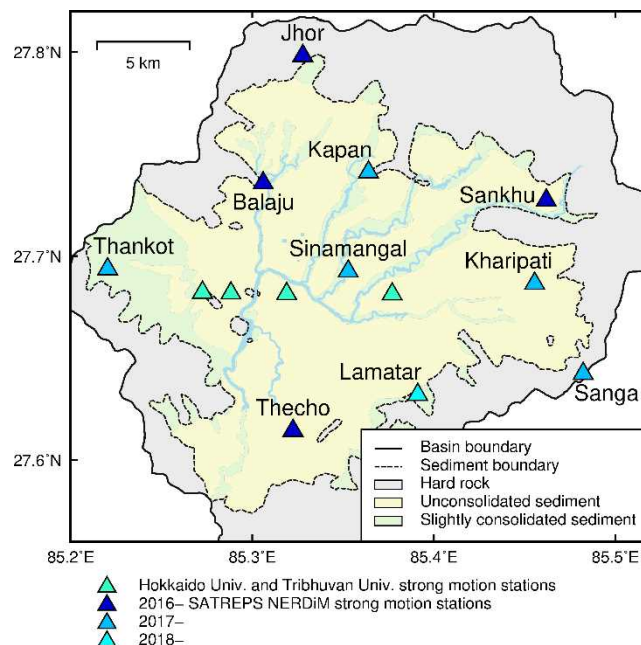 27.8˚N
27.7˚N
27.6˚N
5 km
Jhor
Kapan
Balaju
Sankhu
Thankot
Sinamangal
Kharipati
Lamatar
Sanga
Thecho
Basin boundary
Sediment boundary
Hard rock
Unconsolidated sediment
Slightly consolidated sediment
85.2˚E
85.3˚E
85.4˚E
85.5˚E
Hokkaido Univ. and Tribhuvan Univ. strong motion stations
2016– SATREPS NERDiM strong motion stations
2017–
2018–